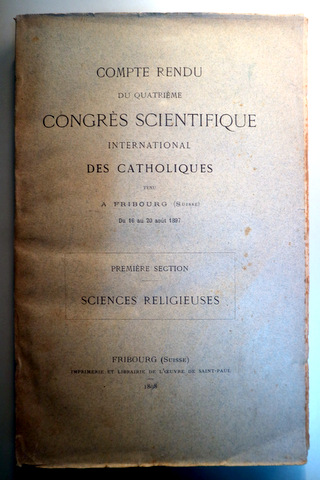 COMPTE RENDU
DU QUATRIÈME
CONGRÈS SCIENTIFIQUE
INTERNATIONAL
DES CATHOLIQUES
TENU
A FRIBOURG (SUISSE)
Du 16 au 20 août 1897
PREMIÈRE SECTION
SCIENCES RELIGIEUSES
FRIBOURG (SUISSE)
IMPRIMERIE ET LIBRAIRIE DE L'ŒUVRE DE SAINT-PAUL
1898